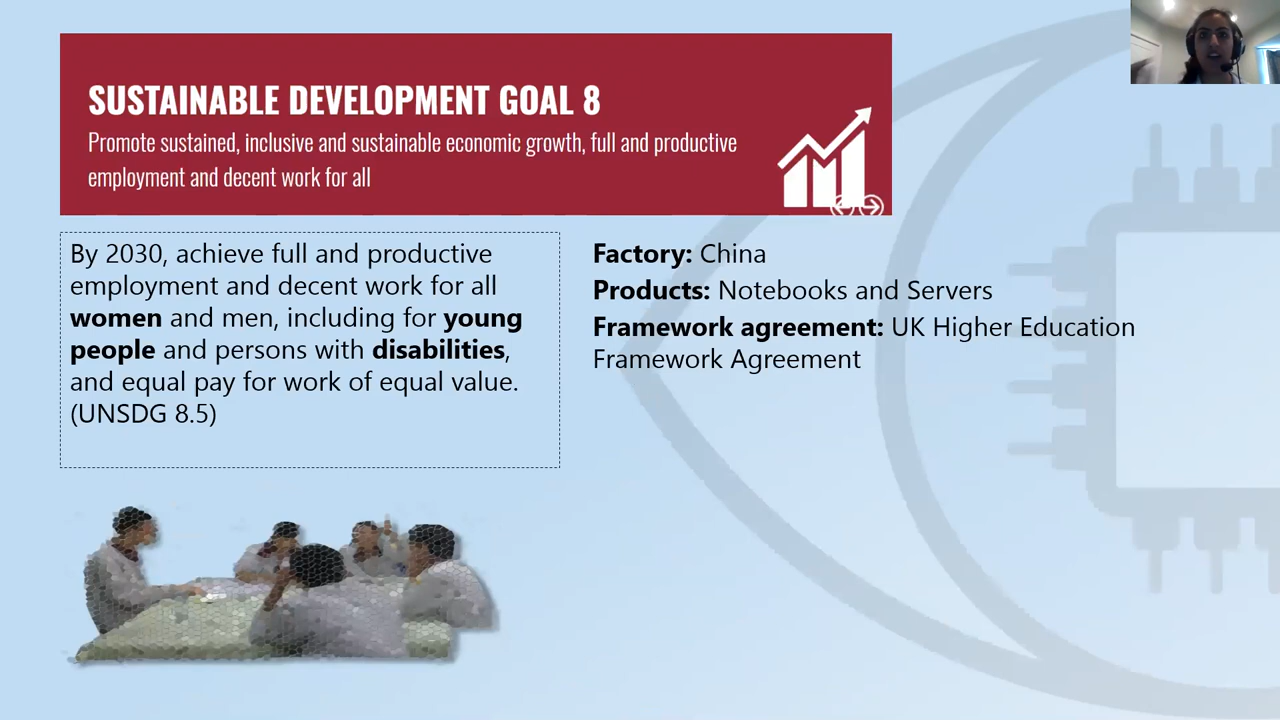 SUSTAINABLE DEVELOPMENT GOAL 8
Promote sustained, inclusive and sustainable economic growth, full and productive
employment and decent work for all
By 2030, achieve full and productive
employment and decent work for all
women and men, including for young
people and persons with disabilities,
and equal pay for work of equal value.
(UNSDG 8.5)
Factory: China
Products: Notebooks and Servers
Framework agreement: UK Higher Education
Framework Agreement